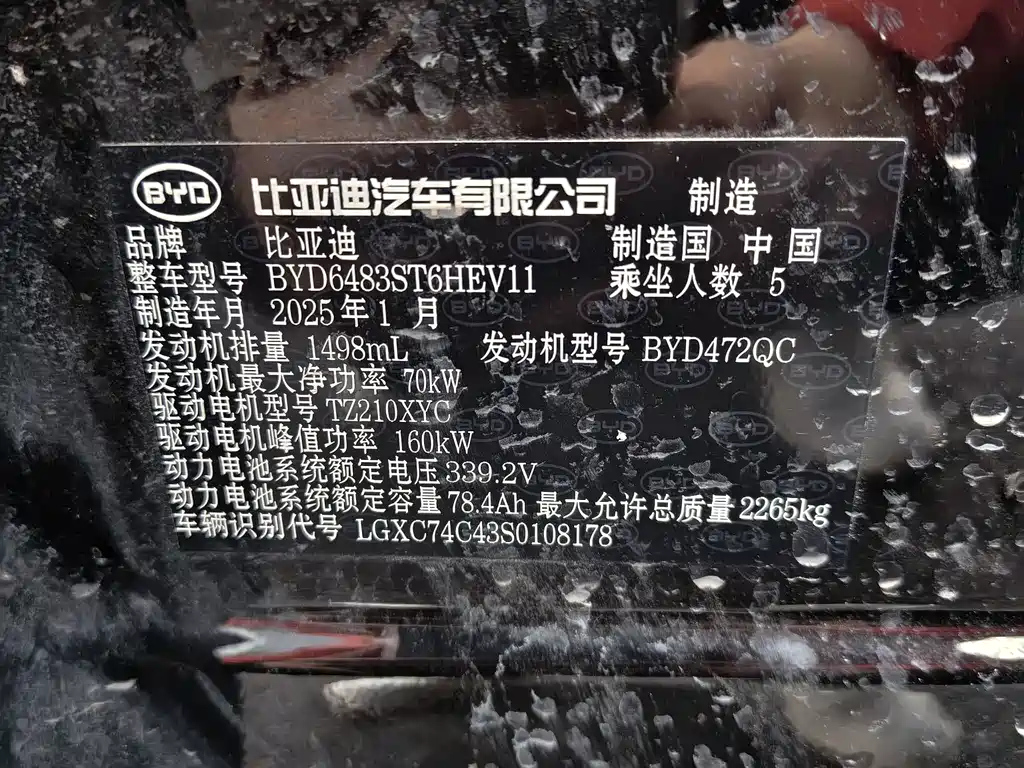 BYD 比亚迪汽车有限公司 制造
品牌 比亚迪 制造国 中国
整车型号 BYD6483ST6HEV11 乘坐人数 5
制造年月 2025年1月
发动机排量 1498mL 发动机型号 BYD472QC
发动机最大净功率 70kW
驱动电机型号 TZ210XYC
驱动电机峰值功率 160kW
动力电池系统额定电压 339.2V
动力电池系统额定容量 78.4Ah 最大允许总质量 2265kg
车辆识别代号 LGXC74C43S0108178